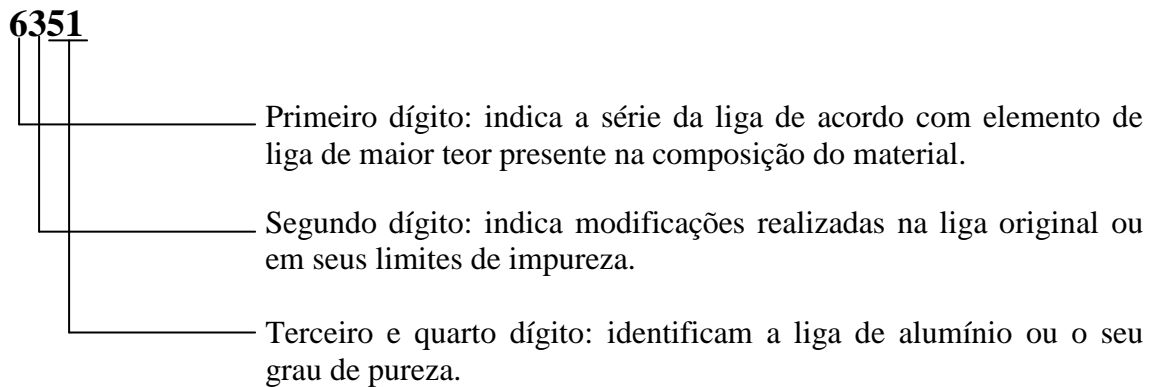 6351
Primeiro dígito: indica a série da liga de acordo com elemento de
liga de maior teor presente na composição do material.
Segundo dígito: indica modificações realizadas na liga original ou
em seus limites de impureza.
Terceiro e quarto dígito: identificam a liga de alumínio ou o seu
grau de pureza.